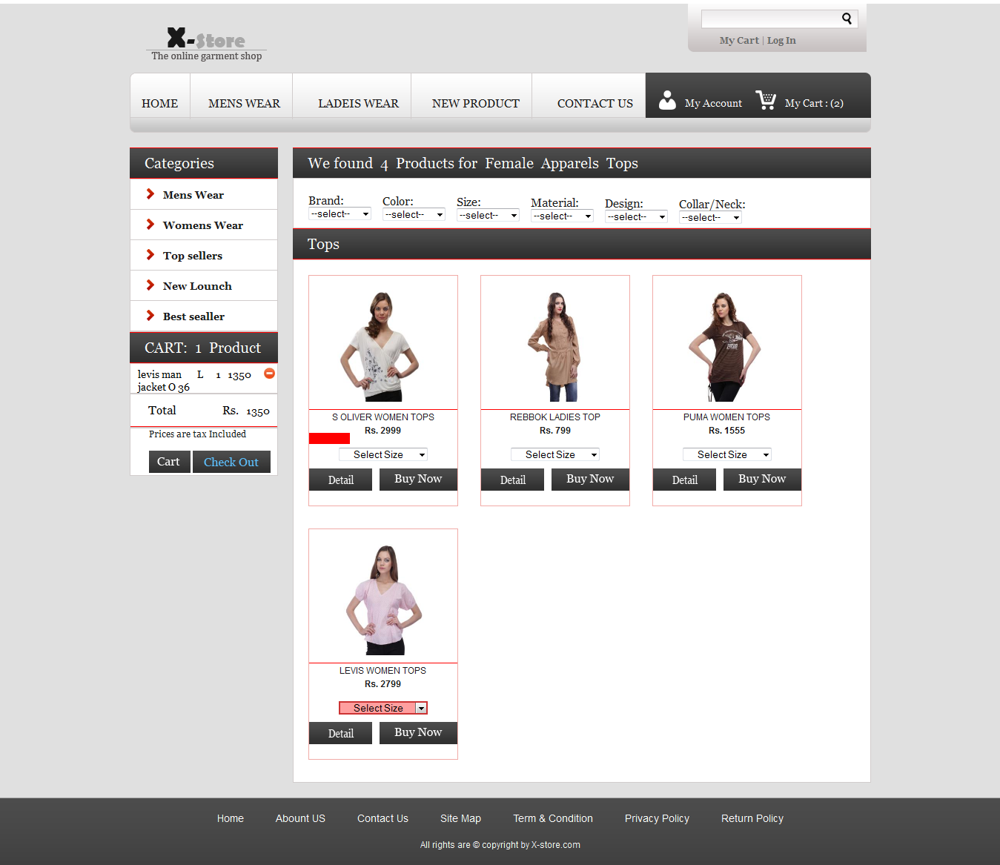 X-Store
The online garment shop
My Cart | Log In
HOME MENS WEAR LADEIS WEAR NEW PRODUCT CONTACT US My Account My Cart : (2)
Categories
Mens Wear
Womens Wear
Top sellers
New Lounch
Best sealler
CART: 1 Product
levis man L 1 1350
jacket O 36
Total Rs. 1350
Prices are tax Included
Cart Check Out
We found 4 Products for Female Apparels Tops
Brand: Color: Size: Material: Design: Collar/Neck:
--select-- --select-- --select-- --select-- --select-- --select--
Tops
S OLIVER WOMEN TOPS REBBOK LADIES TOP PUMA WOMEN TOPS
Rs. 2999 Rs. 799 Rs. 1555
Select Size Select Size Select Size
Detail Buy Now Detail Buy Now Detail Buy Now
LEVIS WOMEN TOPS
Rs. 2799
Select Size
Detail Buy Now
Home Abount US Contact Us Site Map Term & Condition Privacy Policy Return Policy
All rights are © copyright by X-store.com